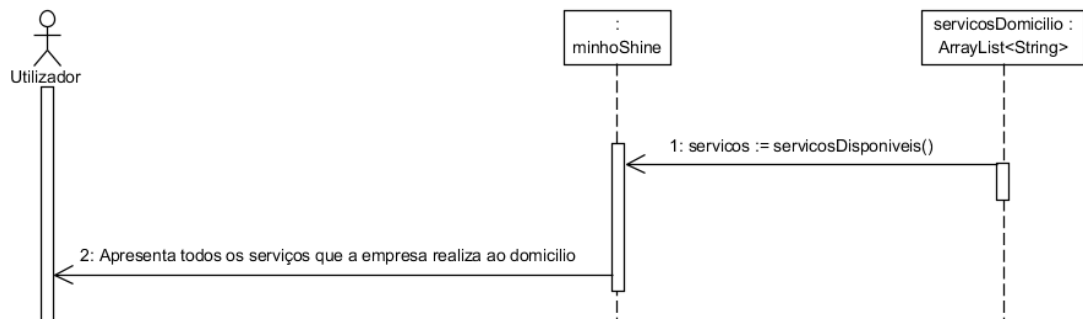 :
minhoShine
servicosDomicilio :
ArrayList<String>
Utilizador
1: servicos := servicosDisponiveis()
2: Apresenta todos os serviços que a empresa realiza ao domicilio